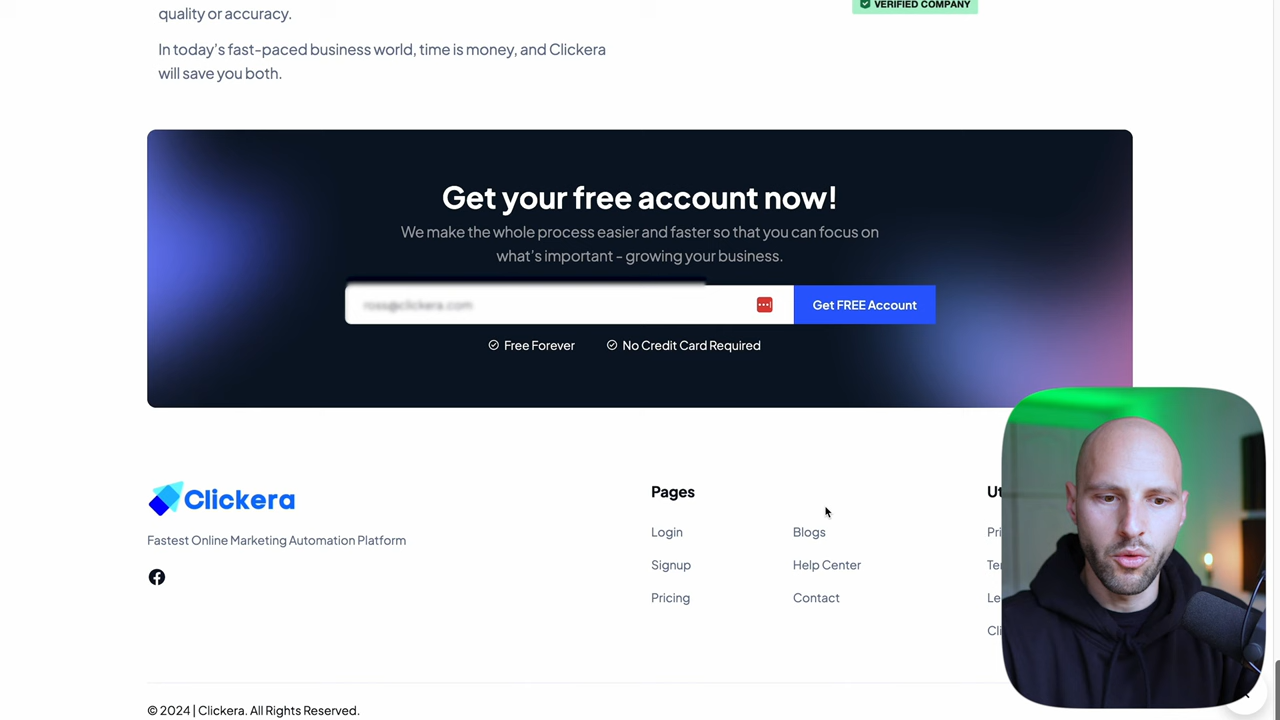 quality or accuracy.
VERIFIED COMPANY
In today's fast-paced business world, time is money, and Clickera
will save you both.
Get your free account now!
We make the whole process easier and faster so that you can focus on
what's important - growing your business.
ross@clickera.com
Get FREE Account
Free Forever
No Credit Card Required
Clickera
Fastest Online Marketing Automation Platform
Pages
Login
Signup
Pricing
Blogs
Help Center
Contact
© 2024 | Clickera. All Rights Reserved.